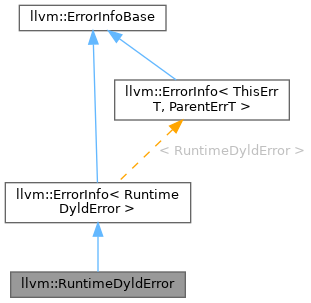 llvm::ErrorInfoBase
llvm::ErrorInfo< ThisErr
T, ParentErrT >
< RuntimeDyldError >
llvm::ErrorInfo< Runtime
DyldError >
llvm::RuntimeDyldError